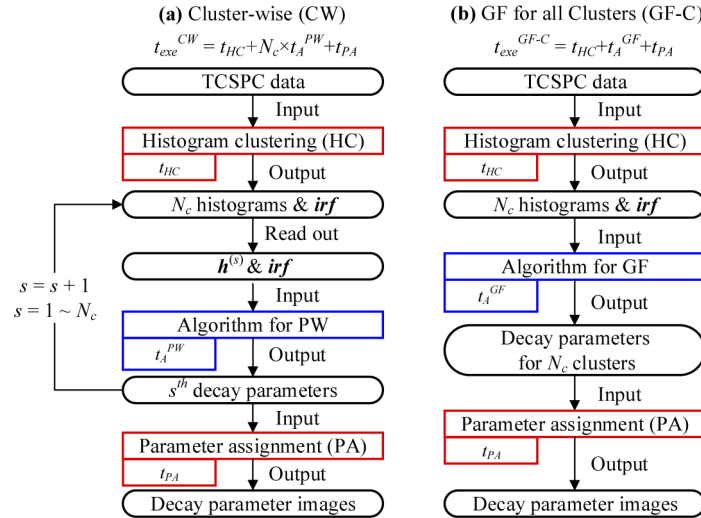 (a) Cluster-wise (CW)
t_exe^CW = t_HC+N_c×t_A^PW+t_PA
TCSPC data
Input
Histogram clustering (HC)
t_HC
Output
N_c histograms & irf
Read out
h^(s) & irf
s = s + 1
s = 1 ~ N_c
Input
Algorithm for PW
t_A^PW
Output
s^th decay parameters
Input
Parameter assignment (PA)
t_PA
Output
Decay parameter images
(b) GF for all Clusters (GF-C)
t_exe^GF-C = t_HC+t_A^GF+t_PA
TCSPC data
Input
Histogram clustering (HC)
t_HC
Output
N_c histograms & irf
Input
Algorithm for GF
t_A^GF
Output
Decay parameters
for N_c clusters
Input
Parameter assignment (PA)
t_PA
Output
Decay parameter images